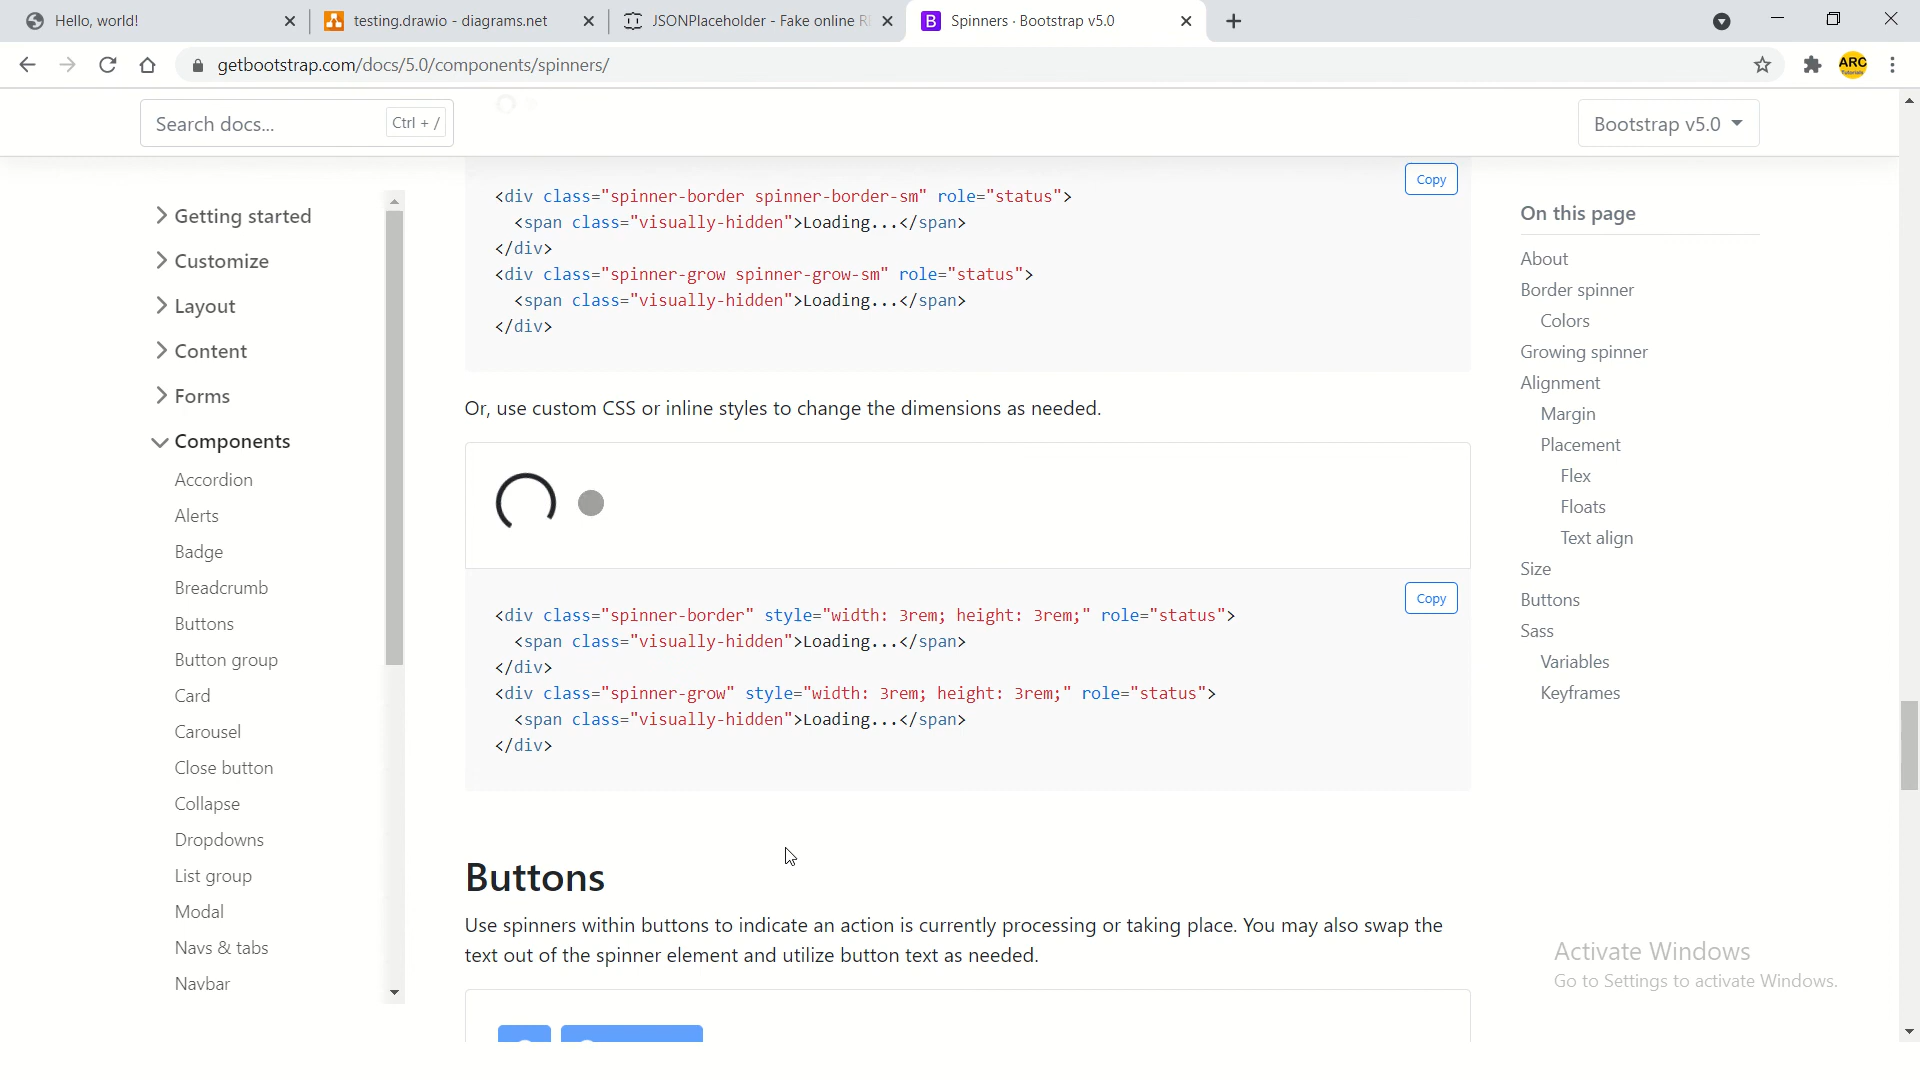 Hello, world!
testing.drawio - diagrams.net
JSONPlaceholder - Fake online RE
B Spinners · Bootstrap v5.0
getbootstrap.com/docs/5.0/components/spinners/
ARC
Tutorials
Search docs...
Ctrl + /
Bootstrap v5.0
Getting started
Customize
Layout
Content
Forms
Components
Accordion
Alerts
Badge
Breadcrumb
Buttons
Button group
Card
Carousel
Close button
Collapse
Dropdowns
List group
Modal
Navs & tabs
Navbar
Copy
<div class="spinner-border spinner-border-sm" role="status">
<span class="visually-hidden">Loading...</span>
</div>
<div class="spinner-grow spinner-grow-sm" role="status">
<span class="visually-hidden">Loading...</span>
</div>
Or, use custom CSS or inline styles to change the dimensions as needed.
Copy
<div class="spinner-border" style="width: 3rem; height: 3rem;" role="status">
<span class="visually-hidden">Loading...</span>
</div>
<div class="spinner-grow" style="width: 3rem; height: 3rem;" role="status">
<span class="visually-hidden">Loading...</span>
</div>
Buttons
Use spinners within buttons to indicate an action is currently processing or taking place. You may also swap the
text out of the spinner element and utilize button text as needed.
On this page
About
Border spinner
Colors
Growing spinner
Alignment
Margin
Placement
Flex
Floats
Text align
Size
Buttons
Sass
Variables
Keyframes
Activate Windows
Go to Settings to activate Windows.